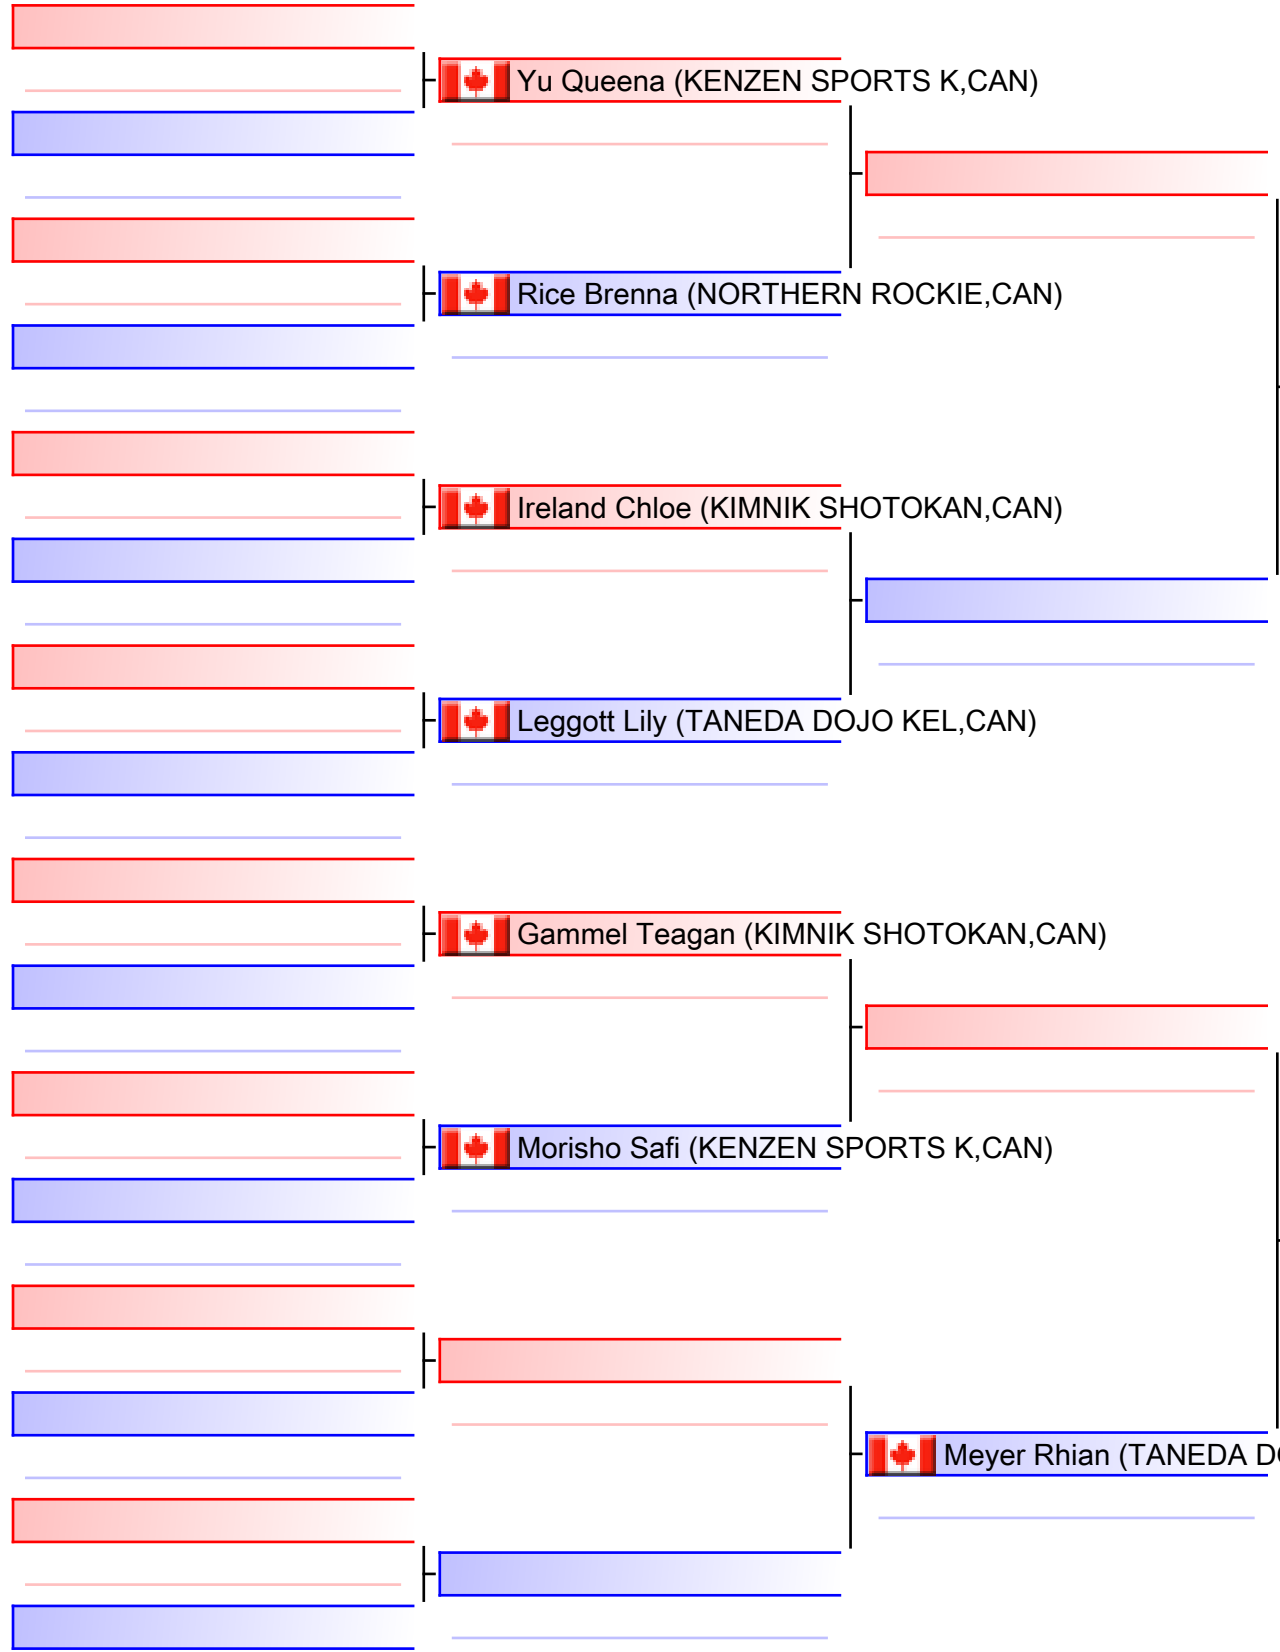 Yu Queena (KENZEN SPORTS K,CAN)
Rice Brenna (NORTHERN ROCKIE,CAN)
Ireland Chloe (KIMNIK SHOTOKAN,CAN)
Leggott Lily (TANEDA DOJO KEL,CAN)
Gammel Teagan (KIMNIK SHOTOKAN,CAN)
Morisho Safi (KENZEN SPORTS K,CAN)
Meyer Rhian (TANEDA